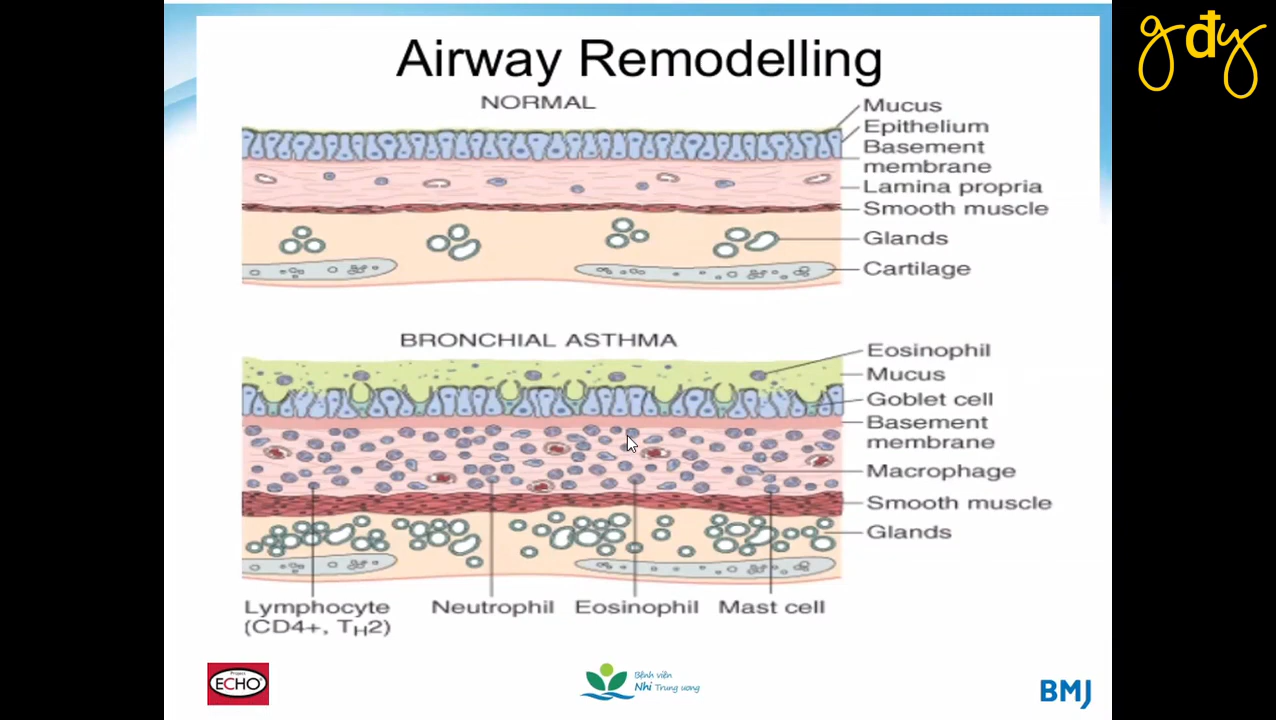 gđy
Airway Remodelling
NORMAL
Mucus
Epithelium
Basement
membrane
Lamina propria
Smooth muscle
Glands
Cartilage
BRONCHIAL ASTHMA
Eosinophil
Mucus
Goblet cell
Basement
membrane
Macrophage
Smooth muscle
Glands
Lymphocyte
(CD4+, TH2)
Neutrophil
Eosinophil
Mast cell
Project
ECHO
Bệnh viện
Nhi Trung ương
BMJ